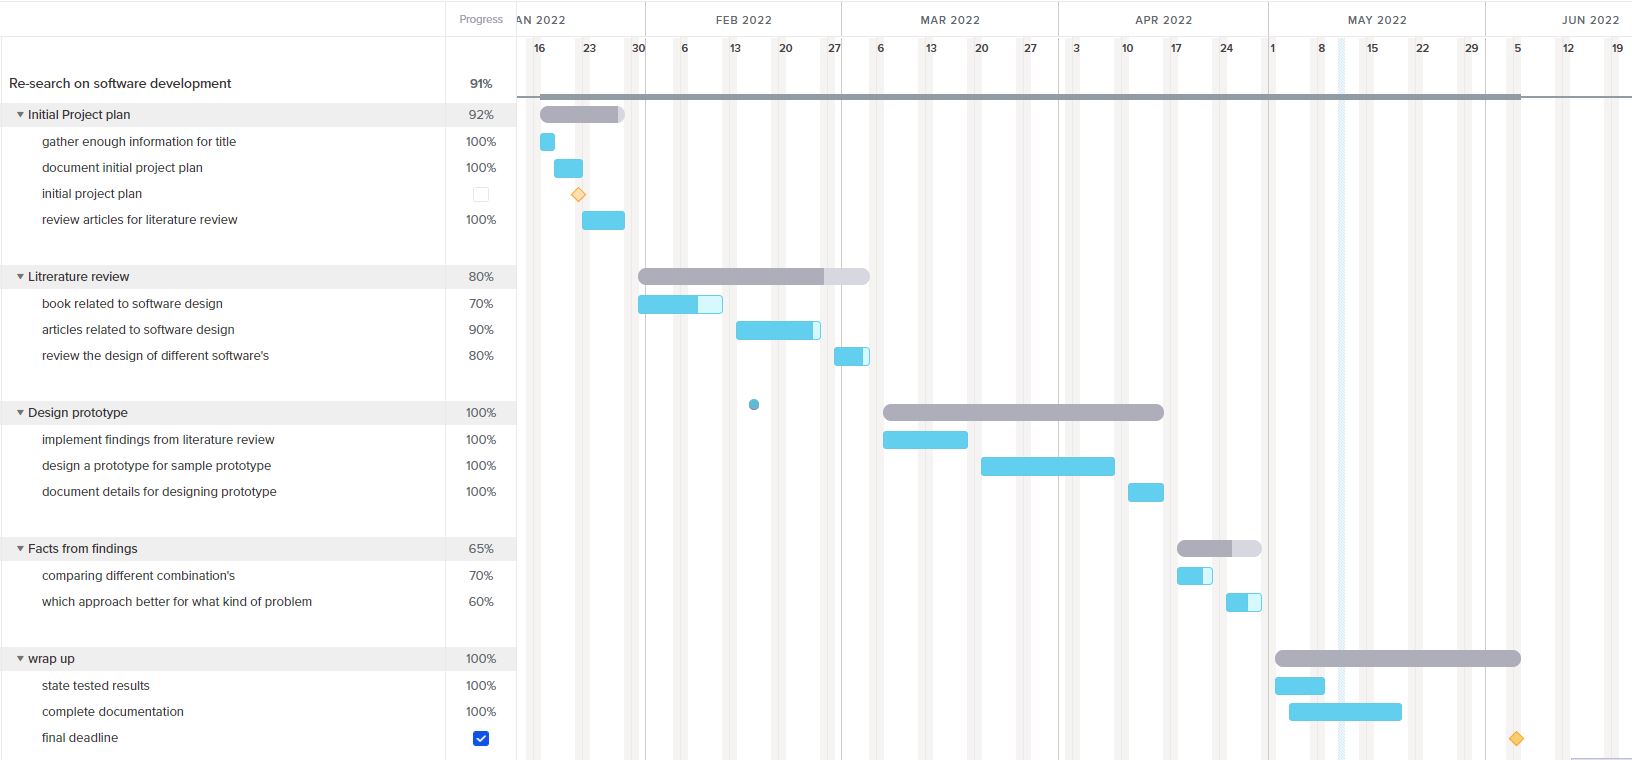 Progress AN 2022 FEB 2022 MAR 2022 APR 2022 MAY 2022 JUN 2022
16 23 30 6 13 20 27 6 13 20 27 3 10 17 24 1 8 15 22 29 5 12 19
Re-search on software development 91%
Initial Project plan 92%
gather enough information for title 100%
document initial project plan 100%
initial project plan
review articles for literature review 100%
Litrerature review 80%
book related to software design 70%
articles related to software design 90%
review the design of different software's 80%
Design prototype 100%
implement findings from literature review 100%
design a prototype for sample prototype 100%
document details for designing prototype 100%
Facts from findings 65%
comparing different combination's 70%
which approach better for what kind of problem 60%
wrap up 100%
state tested results 100%
complete documentation 100%
final deadline